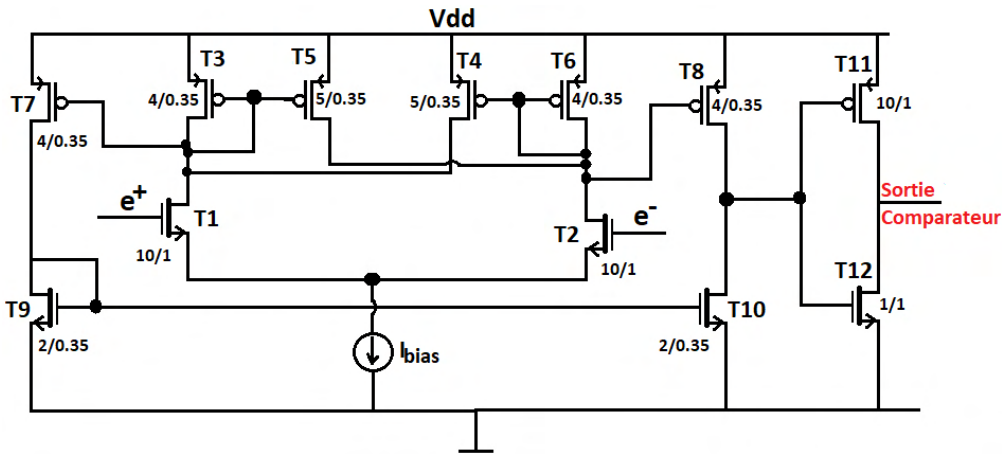 Vdd
T3
T5
T4
T6
T8
T11
T7
4/0.35
5/0.35
5/0.35
4/0.35
4/0.35
10/1
4/0.35
e+
T1
e-
T2
Sortie
Comparateur
10/1
10/1
T9
T10
T12
1/1
2/0.35
Ibias
2/0.35